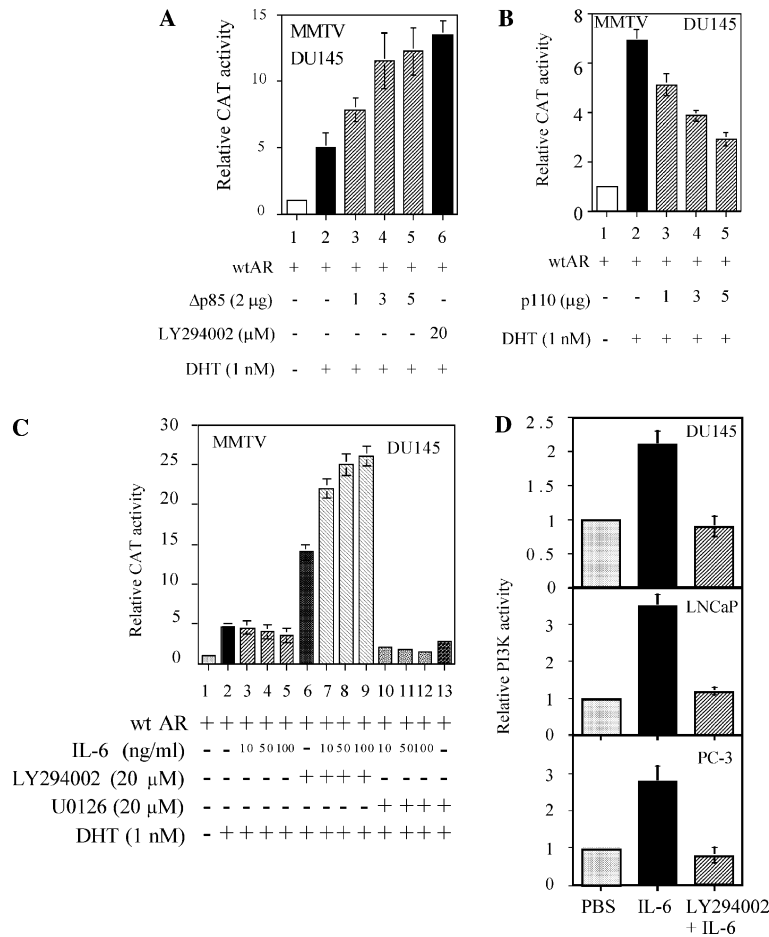 A
Relative CAT activity
15
10
5
0
MMTV
DU145
1 2 3 4 5 6
wtAR + + + + + +
Δp85 (2 μg) - - 1 3 5 -
LY294002 (μM) - - - - - 20
DHT (1 nM) - + + + + +
B
Relative CAT activity
8
6
4
2
0
MMTV DU145
1 2 3 4 5
wtAR + + + + +
p110 (μg) - - 1 3 5
DHT (1 nM) - + + + +
C
Relative CAT activity
30
25
20
15
10
5
0
MMTV DU145
1 2 3 4 5 6 7 8 9 10 11 12 13
wt AR + + + + + + + + + + + + +
IL-6 (ng/ml) - - 10 50 100 - 10 50 100 10 50 100 -
LY294002 (20 μM) - - - - - + + + + - - - -
U0126 (20 μM) - - - - - - - - - + + + +
DHT (1 nM) - + + + + + + + + + + + +
D
Relative PI3K activity
2.5
2
1.5
1
0.5
DU145
3
2
1
0
LNCaP
3
2
1
0
PC-3
PBS IL-6 LY294002
+ IL-6